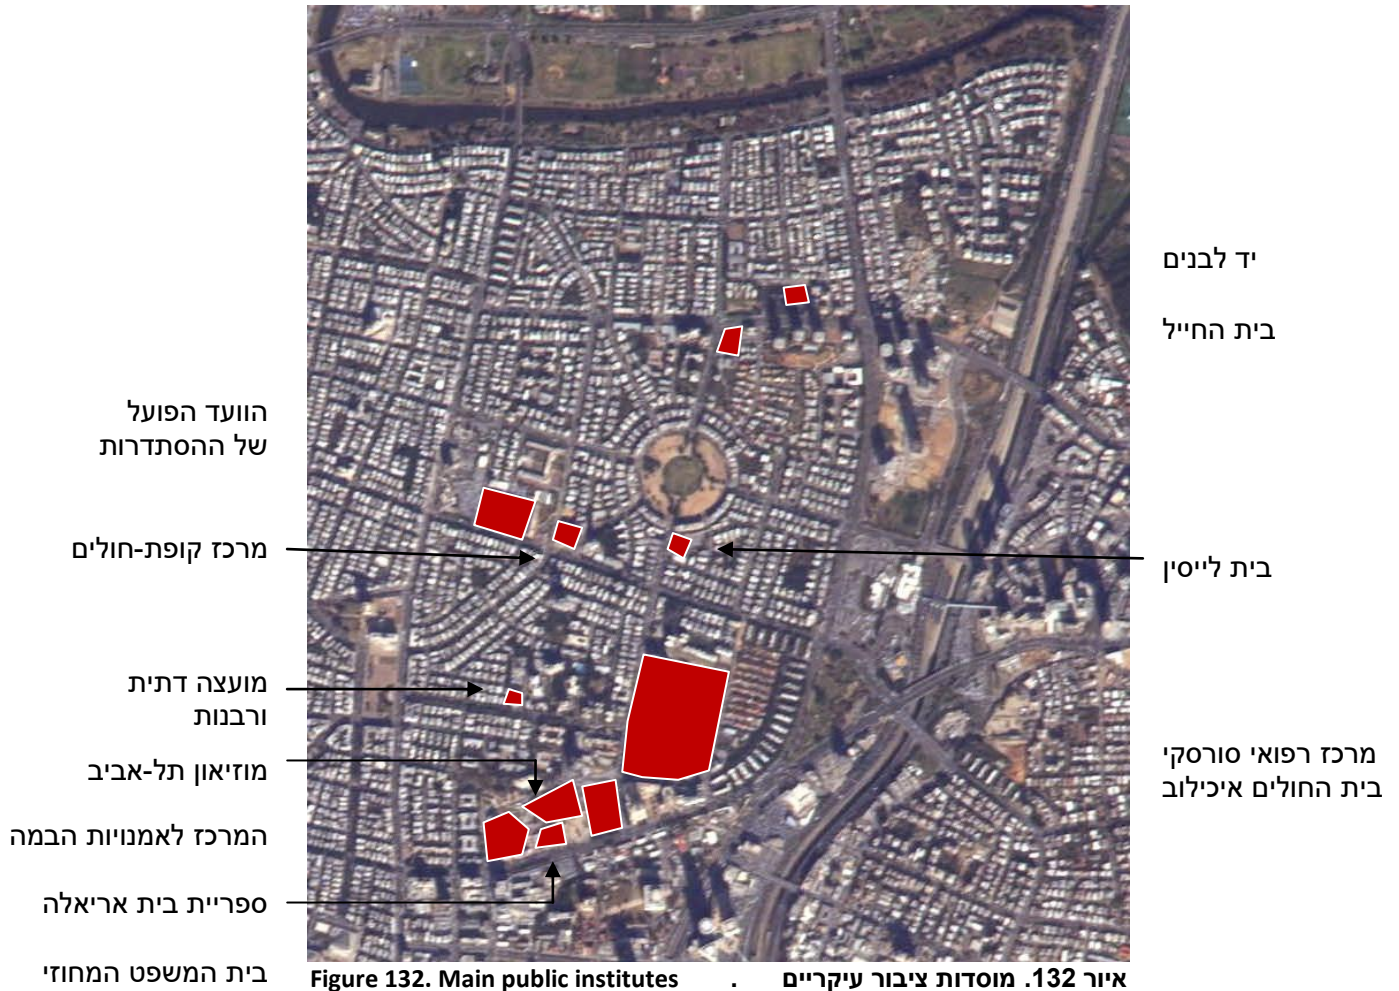 יד לבנים
בית החייל
בית לייסין
מרכז רפואי סורסקי
בית החולים איכילוב
הוועד הפועל
של ההסתדרות
מרכז קופת-חולים
מועצה דתית
ורבנות
מוזיאון תל-אביב
המרכז לאמנויות הבמה
ספריית בית אריאלה
בית המשפט המחוזי
איור 132. מוסדות ציבור עיקריים . Figure 132. Main public institutes